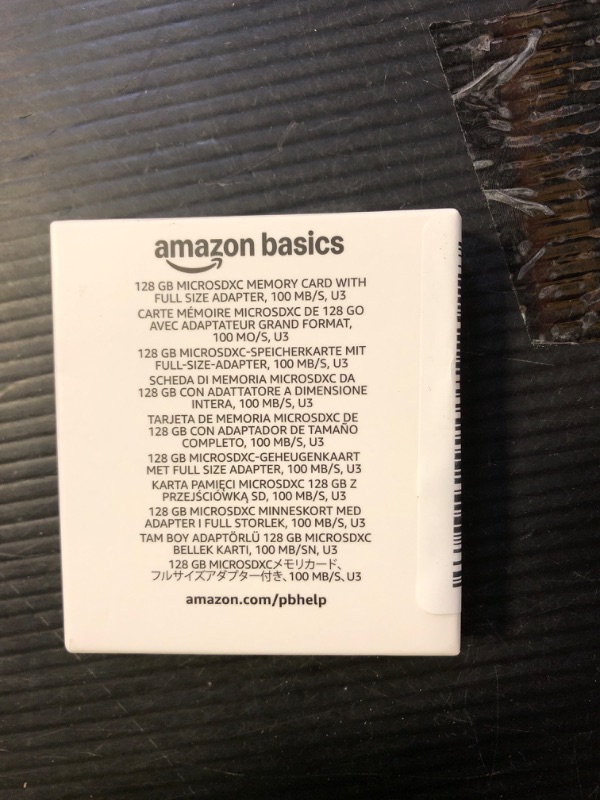 amazon basics
128 GB MICROSDXC MEMORY CARD WITH
FULL SIZE ADAPTER, 100 MB/S, U3
CARTE MÉMOIRE MICROSDXC DE 128 GO
AVEC ADAPTATEUR GRAND FORMAT,
100 MO/S, U3
128 GB MICROSDXC-SPEICHERKARTE MIT
FULL-SIZE-ADAPTER, 100 MB/S, U3
SCHEDA DI MEMORIA MICROSDXC DA
128 GB CON ADATTATORE A DIMENSIONE
INTERA, 100 MB/S, U3
TARJETA DE MEMORIA MICROSDXC DE
128 GB CON ADAPTADOR DE TAMAÑO
COMPLETO, 100 MB/S, U3
128 GB MICROSDXC-GEHEUGENKAART
MET FULL SIZE ADAPTER, 100 MB/S, U3
KARTA PAMIĘCI MICROSDXC 128 GB Z
PRZEJŚCIÓWKĄ SD, 100 MB/S, U3
128 GB MICROSDXC MINNESKORT MED
ADAPTER I FULL STORLEK, 100 MB/S, U3
TAM BOY ADAPTÖRLÜ 128 GB MICROSDXC
BELLEK KARTI, 100 MB/SN, U3
128 GB MICROSDXCメモリカード、
フルサイズアダプター付き、100 MB/S、U3
amazon.com/pbhelp